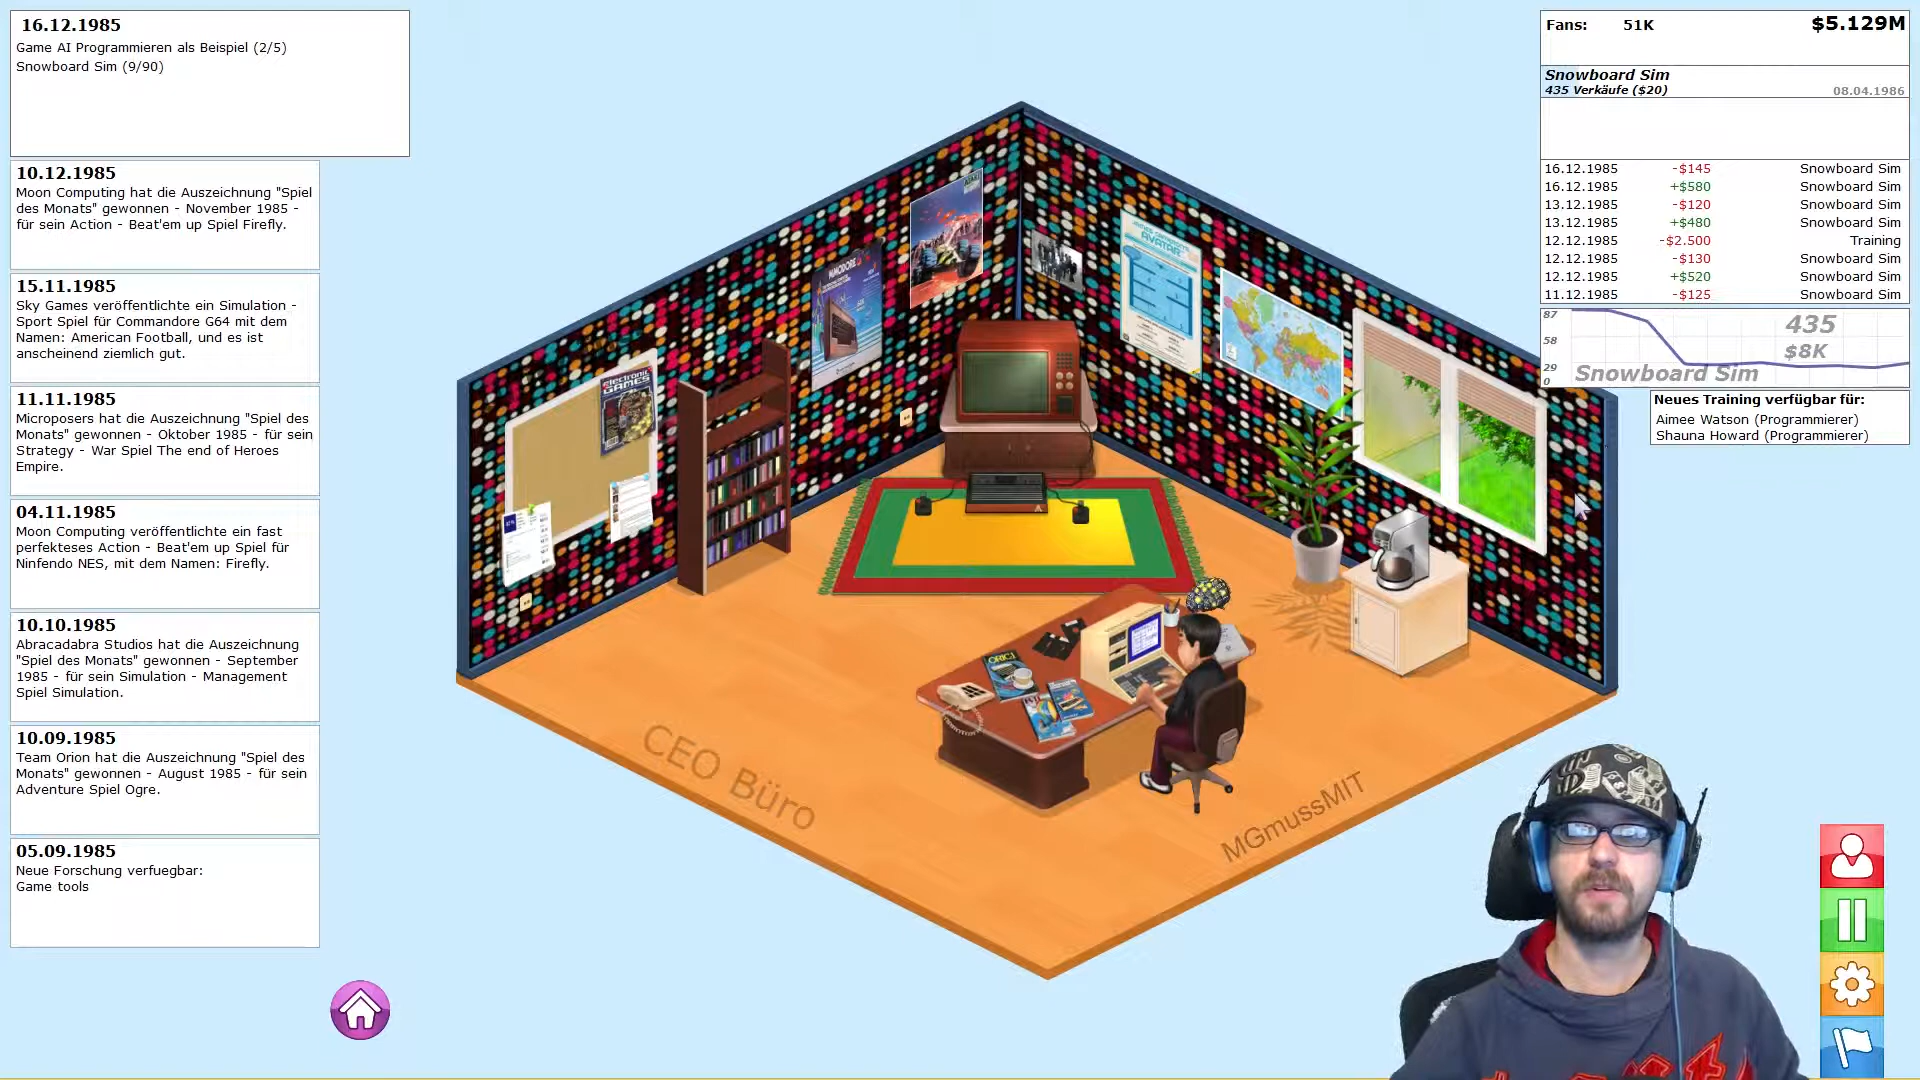 16.12.1985
Game AI Programmieren als Beispiel (2/5)
Snowboard Sim (9/90)
10.12.1985
Moon Computing hat die Auszeichnung "Spiel
des Monats" gewonnen - November 1985 -
für sein Action - Beat'em up Spiel Firefly.
15.11.1985
Sky Games veröffentlichte ein Simulation -
Sport Spiel für Commandore G64 mit dem
Namen: American Football, und es ist
anscheinend ziemlich gut.
11.11.1985
Microposers hat die Auszeichnung "Spiel des
Monats" gewonnen - Oktober 1985 - für sein
Strategy - War Spiel The end of Heroes
Empire.
04.11.1985
Moon Computing veröffentlichte ein fast
perfekteses Action - Beat'em up Spiel für
Ninfendo NES, mit dem Namen: Firefly.
10.10.1985
Abracadabra Studios hat die Auszeichnung
"Spiel des Monats" gewonnen - September
1985 - für sein Simulation - Management
Spiel Simulation.
10.09.1985
Team Orion hat die Auszeichnung "Spiel des
Monats" gewonnen - August 1985 - für sein
Adventure Spiel Ogre.
05.09.1985
Neue Forschung verfuegbar:
Game tools
electronic
GAMES
MMODORE
AVATAR
ORIC-1
CEO Büro
MGmussMIT
Fans: 51K $5.129M
Snowboard Sim
435 Verkäufe ($20) 08.04.1986
16.12.1985 -$145 Snowboard Sim
16.12.1985 +$580 Snowboard Sim
13.12.1985 -$120 Snowboard Sim
13.12.1985 +$480 Snowboard Sim
12.12.1985 -$2.500 Training
12.12.1985 -$130 Snowboard Sim
12.12.1985 +$520 Snowboard Sim
11.12.1985 -$125 Snowboard Sim
87
58
29
0
435
$8K
Snowboard Sim
Neues Training verfügbar für:
Aimee Watson (Programmierer)
Shauna Howard (Programmierer)